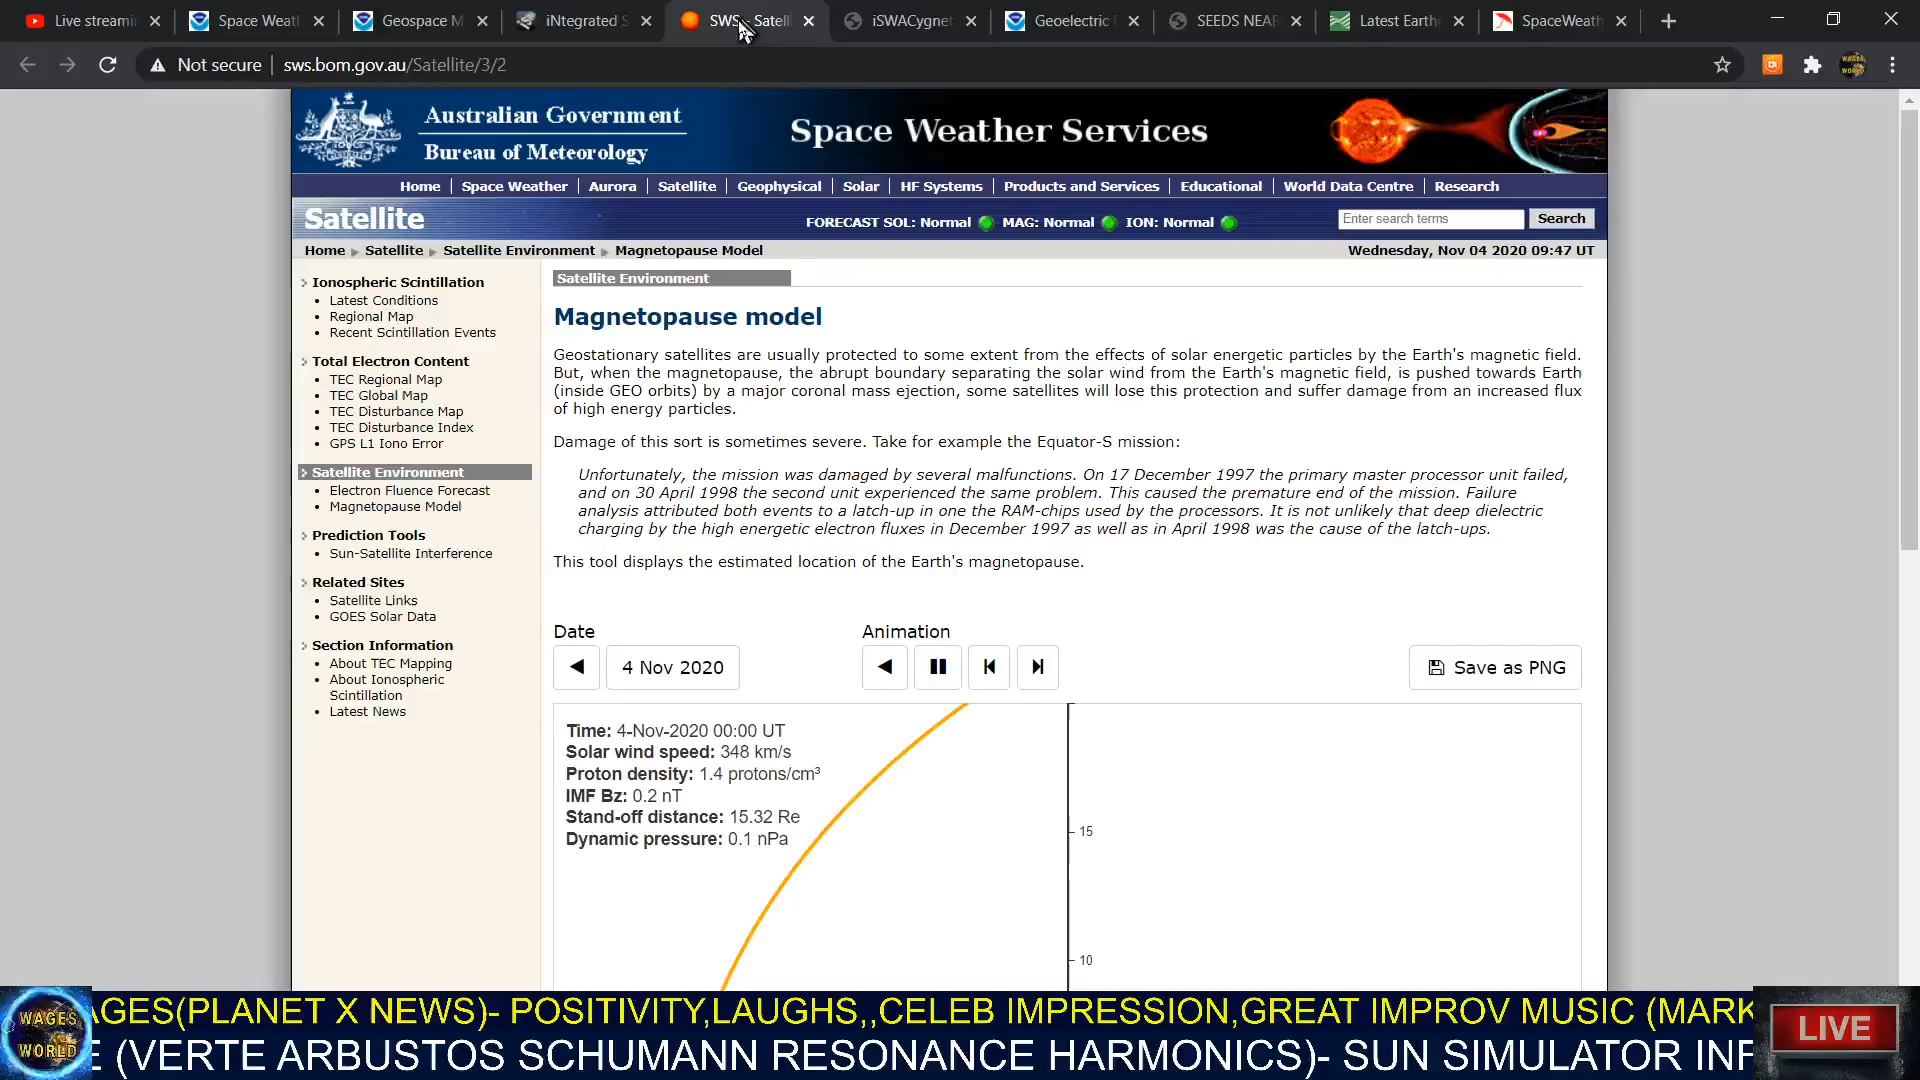 Live streamin
Space Weath
Geospace M
iNtegrated S
SWS - Satell
iSWACygnet
Geoelectric
SEEDS NEAR
Latest Earth
SpaceWeath
Not secure
sws.bom.gov.au/Satellite/3/2
Australian Government
Bureau of Meteorology
Space Weather Services
Home Space Weather Aurora Satellite Geophysical Solar HF Systems Products and Services Educational World Data Centre Research
Satellite
FORECAST SOL: Normal MAG: Normal ION: Normal
Enter search terms
Search
Home Satellite Satellite Environment Magnetopause Model
Wednesday, Nov 04 2020 09:47 UT
Ionospheric Scintillation
Latest Conditions
Regional Map
Recent Scintillation Events
Total Electron Content
TEC Regional Map
TEC Global Map
TEC Disturbance Map
TEC Disturbance Index
GPS L1 Iono Error
Satellite Environment
Electron Fluence Forecast
Magnetopause Model
Prediction Tools
Sun-Satellite Interference
Related Sites
Satellite Links
GOES Solar Data
Section Information
About TEC Mapping
About Ionospheric
Scintillation
Latest News
Satellite Environment
Magnetopause model
Geostationary satellites are usually protected to some extent from the effects of solar energetic particles by the Earth's magnetic field.
But, when the magnetopause, the abrupt boundary separating the solar wind from the Earth's magnetic field, is pushed towards Earth
(inside GEO orbits) by a major coronal mass ejection, some satellites will lose this protection and suffer damage from an increased flux
of high energy particles.
Damage of this sort is sometimes severe. Take for example the Equator-S mission:
Unfortunately, the mission was damaged by several malfunctions. On 17 December 1997 the primary master processor unit failed,
and on 30 April 1998 the second unit experienced the same problem. This caused the premature end of the mission. Failure
analysis attributed both events to a latch-up in one the RAM-chips used by the processors. It is not unlikely that deep dielectric
charging by the high energetic electron fluxes in December 1997 as well as in April 1998 was the cause of the latch-ups.
This tool displays the estimated location of the Earth's magnetopause.
Date
4 Nov 2020
Animation
Save as PNG
Time: 4-Nov-2020 00:00 UT
Solar wind speed: 348 km/s
Proton density: 1.4 protons/cm³
IMF Bz: 0.2 nT
Stand-off distance: 15.32 Re
Dynamic pressure: 0.1 nPa
15
10
AGES(PLANET X NEWS)- POSITIVITY,LAUGHS,,CELEB IMPRESSION,GREAT IMPROV MUSIC (MARK
E (VERTE ARBUSTOS SCHUMANN RESONANCE HARMONICS)- SUN SIMULATOR INF
WAGES
WORLD
LIVE